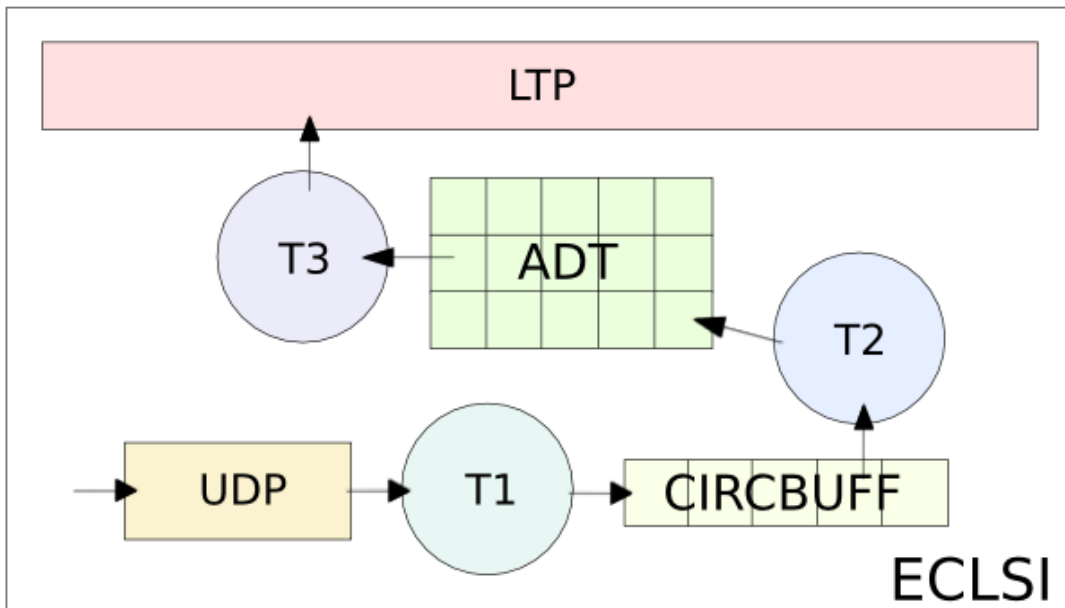 LTP
T3
ADT
T2
UDP
T1
CIRCBUFF
ECLSI